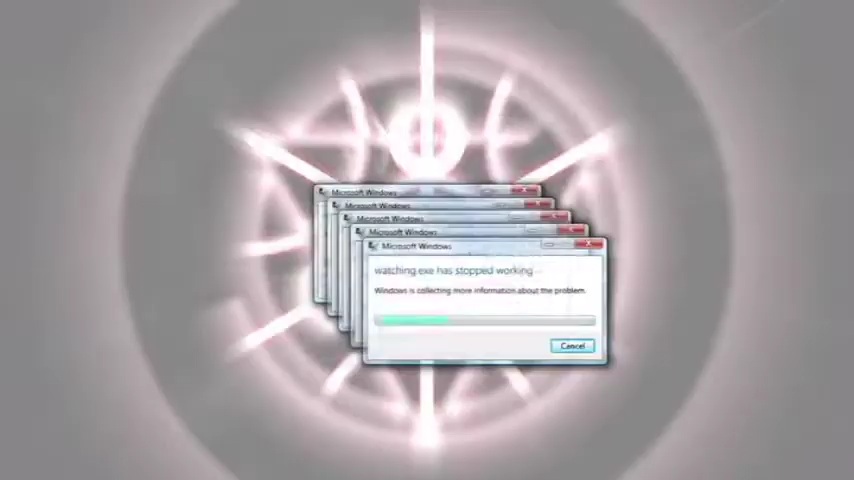 Microsoft Windows
Microsoft Windows
Microsoft Windows
Microsoft Windows
Microsoft Windows
watching.exe has stopped working
Windows is collecting more information about the problem.
Cancel